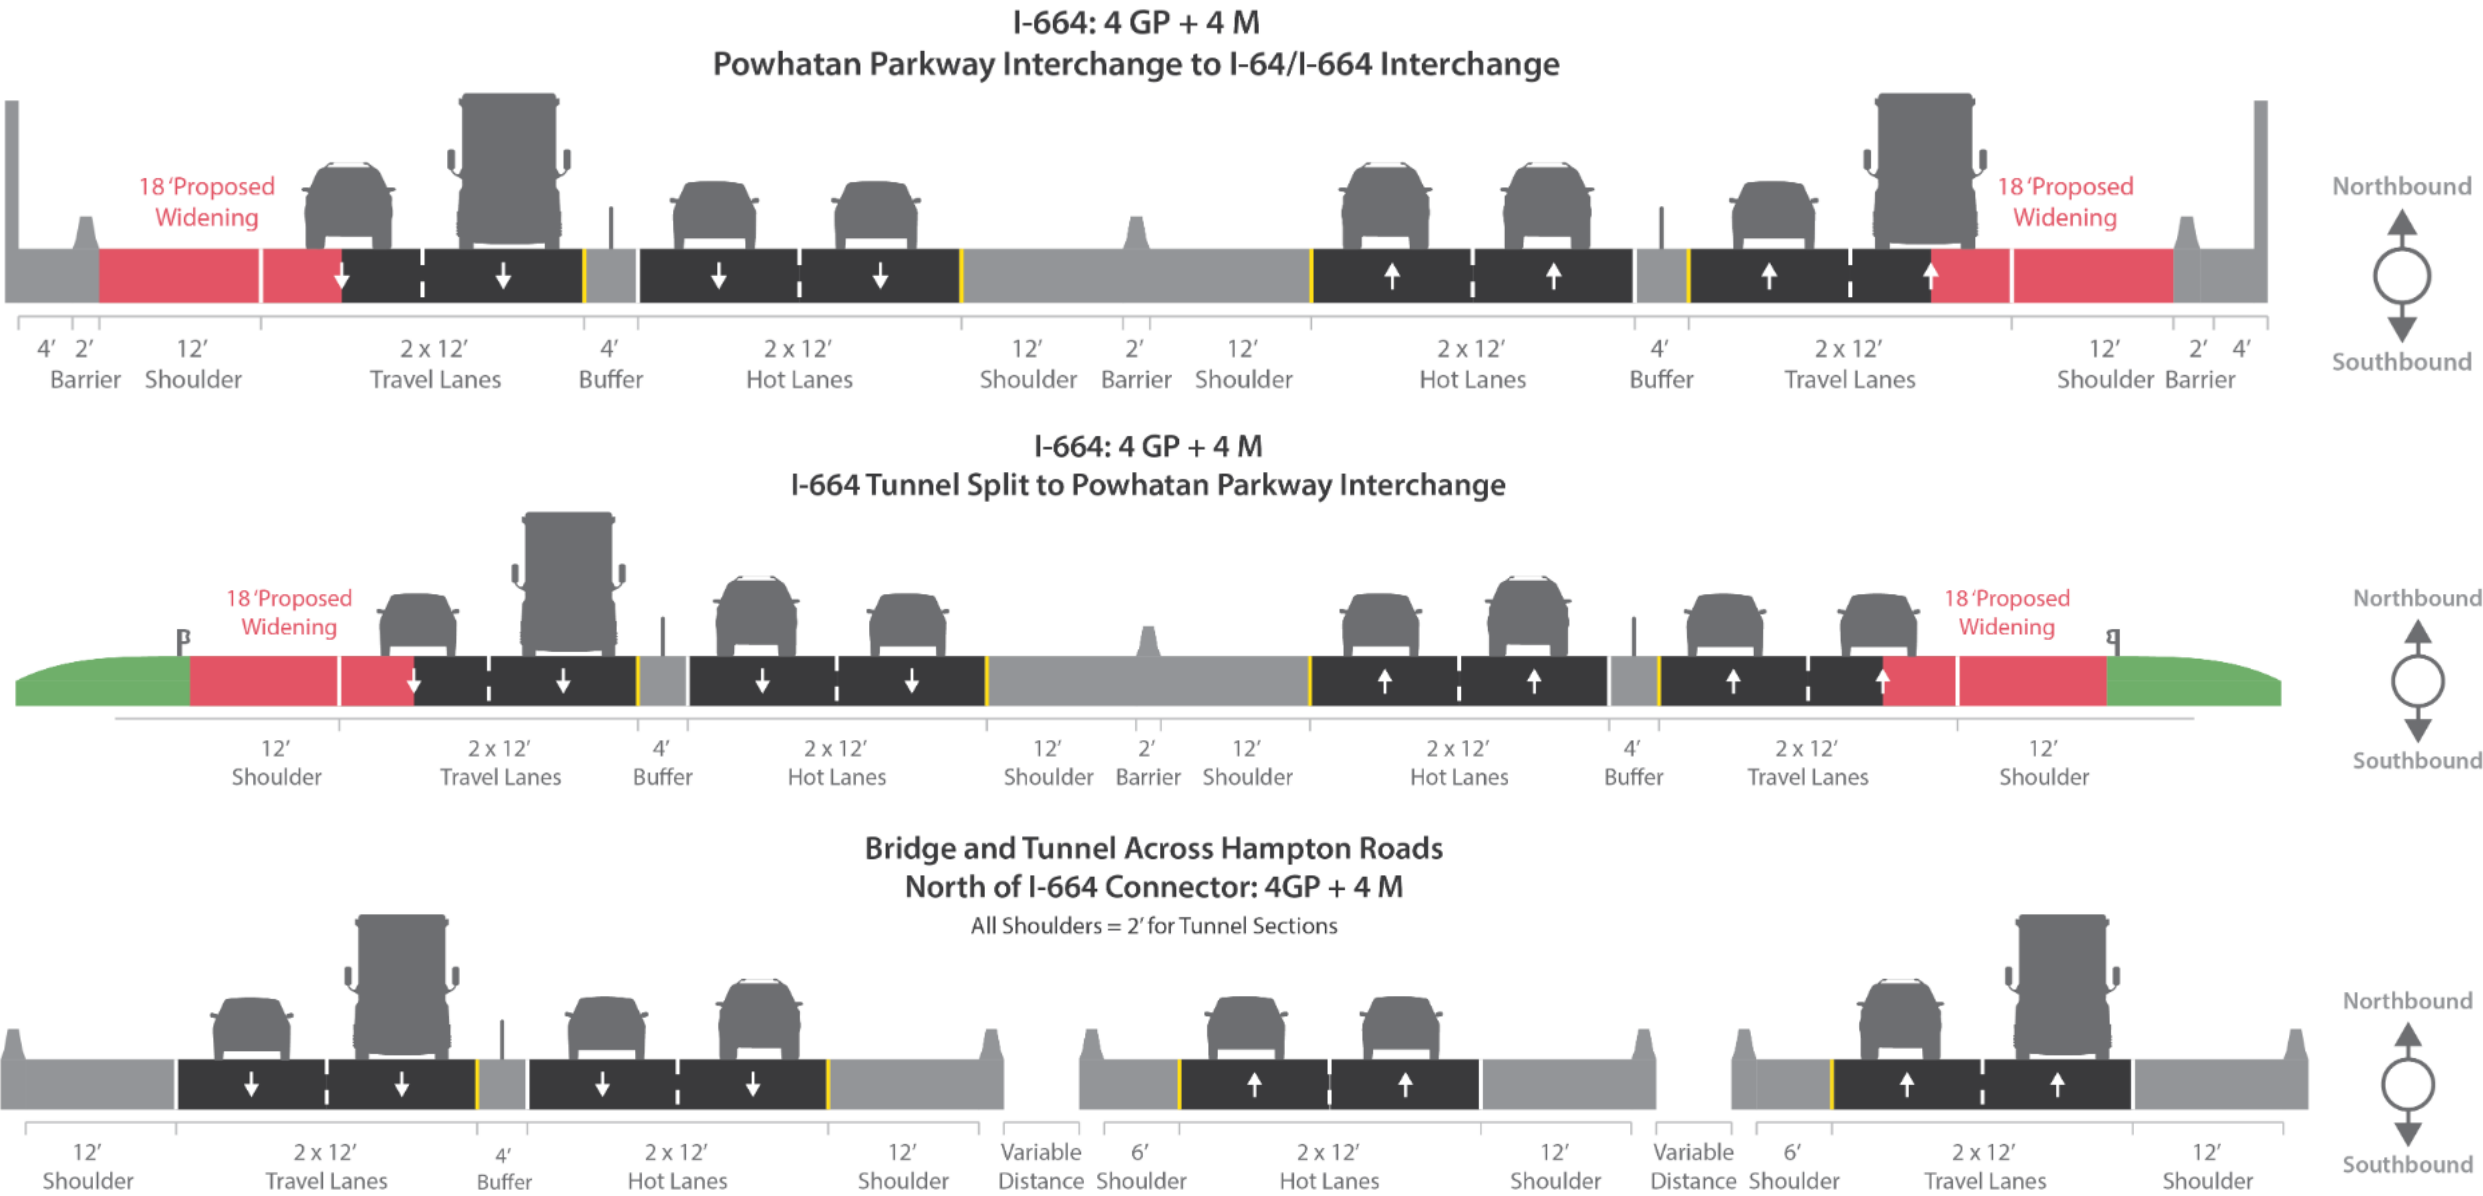 I-664: 4 GP + 4 M
Powhatan Parkway Interchange to I-64/I-664 Interchange
18 ‘Proposed
Widening
18 ‘Proposed
Widening
Northbound
Southbound
4’ 2’ 12’ 2 x 12’ 4’ 2 x 12’ 12’ 2’ 12’ 2 x 12’ 4’ 2 x 12’ 12’ 2’ 4’
Barrier Shoulder Travel Lanes Buffer Hot Lanes Shoulder Barrier Shoulder Hot Lanes Buffer Travel Lanes Shoulder Barrier
I-664: 4 GP + 4 M
I-664 Tunnel Split to Powhatan Parkway Interchange
18 ‘Proposed
Widening
18 ‘Proposed
Widening
Northbound
Southbound
12’ 2 x 12’ 4’ 2 x 12’ 12’ 2’ 12’ 2 x 12’ 4’ 2 x 12’ 12’
Shoulder Travel Lanes Buffer Hot Lanes Shoulder Barrier Shoulder Hot Lanes Buffer Travel Lanes Shoulder
Bridge and Tunnel Across Hampton Roads
North of I-664 Connector: 4GP + 4 M
All Shoulders = 2’ for Tunnel Sections
Northbound
Southbound
12’ 2 x 12’ 4’ 2 x 12’ 12’ Variable 6’ 2 x 12’ 12’ Variable 6’ 2 x 12’ 12’
Shoulder Travel Lanes Buffer Hot Lanes Shoulder Distance Shoulder Hot Lanes Shoulder Distance Shoulder Travel Lanes Shoulder